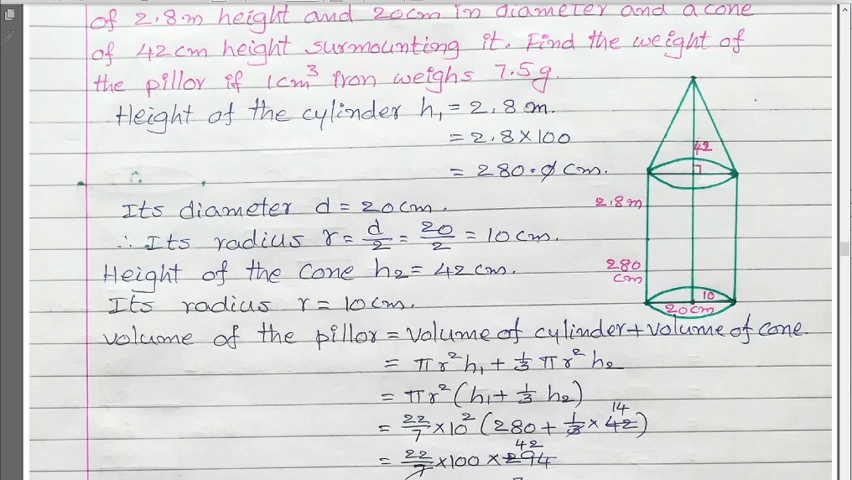 of 2.8m height and 20cm in diameter and a cone
of 42cm height surmounting it. Find the weight of
the pillor if 1cm³ iron weighs 7.5g.
Height of the cylinder h₁ = 2.8 m.
= 2.8×100
= 280.0 cm.
Its diameter d = 20cm.
∴ Its radius r = d/2 = 20/2 = 10cm.
Height of the Cone h₂ = 42cm.
Its radius r = 10cm.
volume of the pillor = volume of cylinder + volume of cone
= πr²h₁ + 1/3 πr²h₂
= πr² (h₁ + 1/3 h₂)
= 22/7 × 10² (280 + 1/3 × 42) 14
= 22/7 × 100 × 294 42
42
2.8m
280
cm
10
20cm